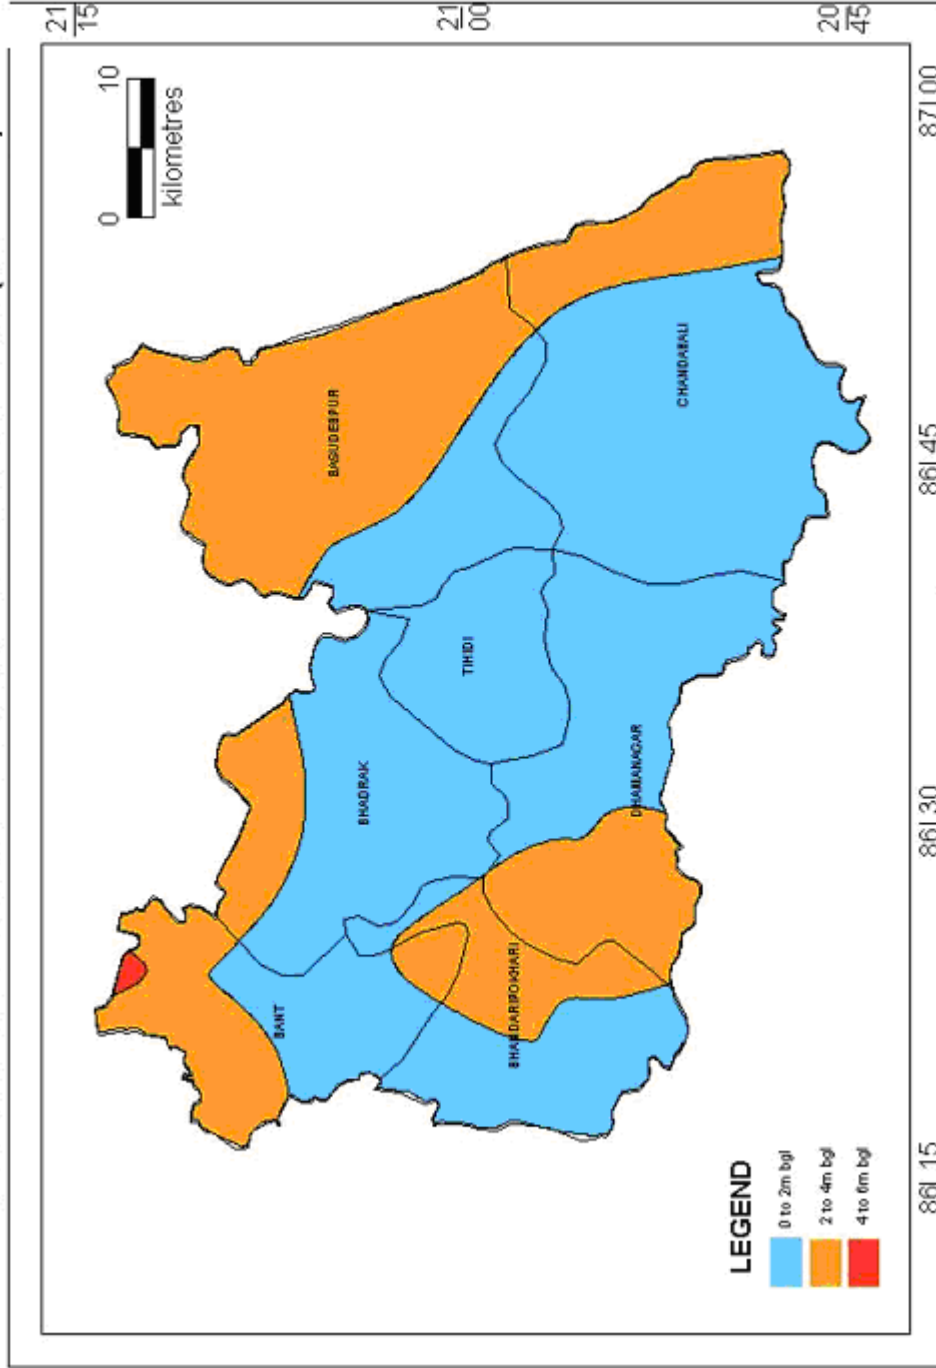 21
15
21
00
20
45
0 10
kilometres
87 00
86 45
86 30
86 15
BASUDEBPUR
CHANDABALI
TIHIDI
BHADRAK
DHAMANAGAR
BANT
BHANDARIPOKHARI
LEGEND
0 to 2m bgl
2 to 4m bgl
4 to 6m bgl